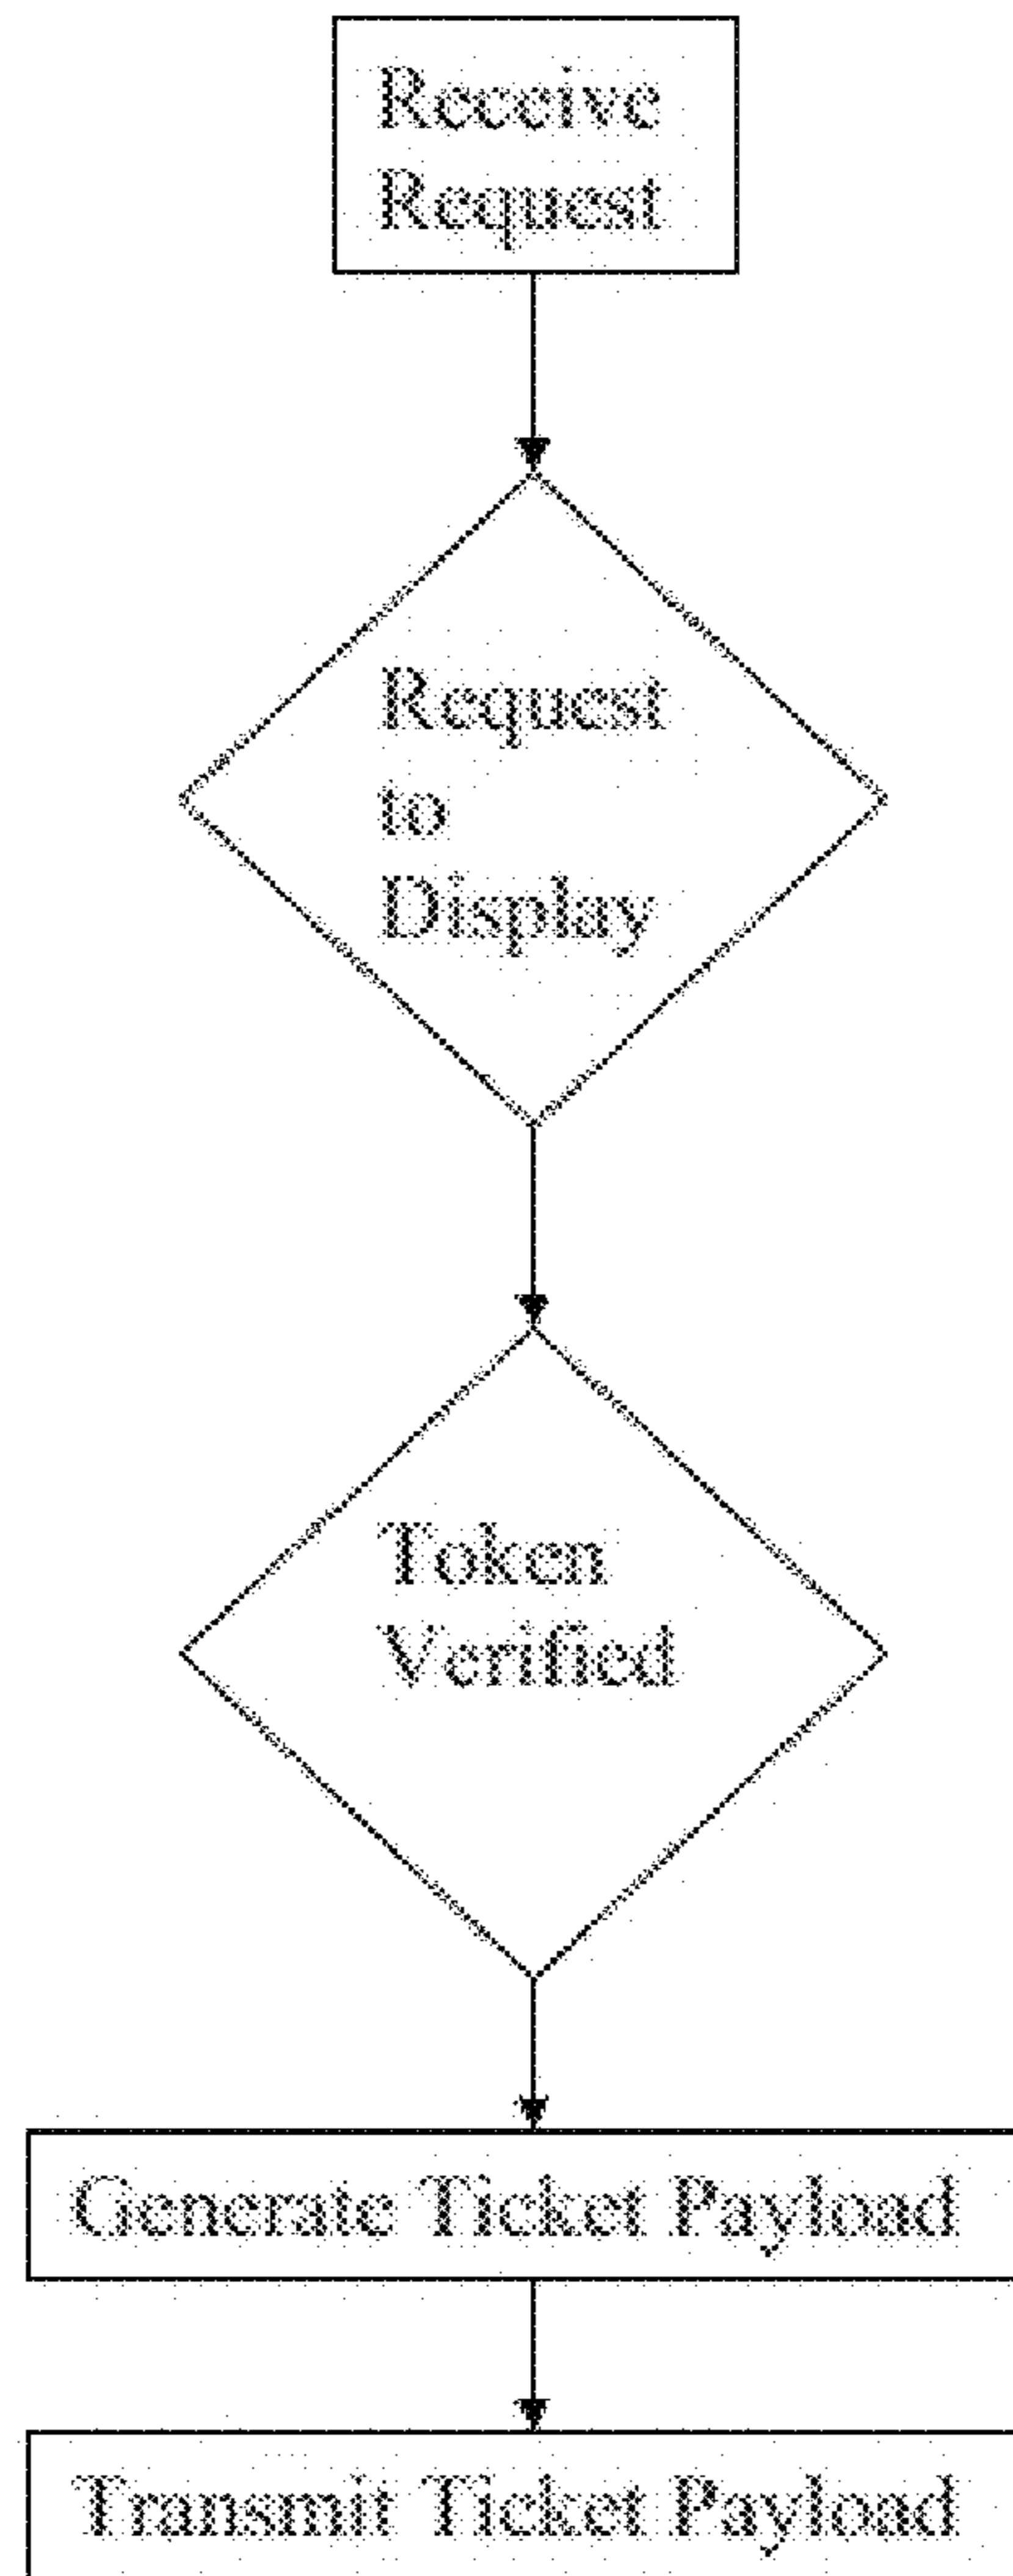 Receive
Request
Request
to
Display
Token
Verified
Generate Ticket Payload
Transmit Ticket Payload